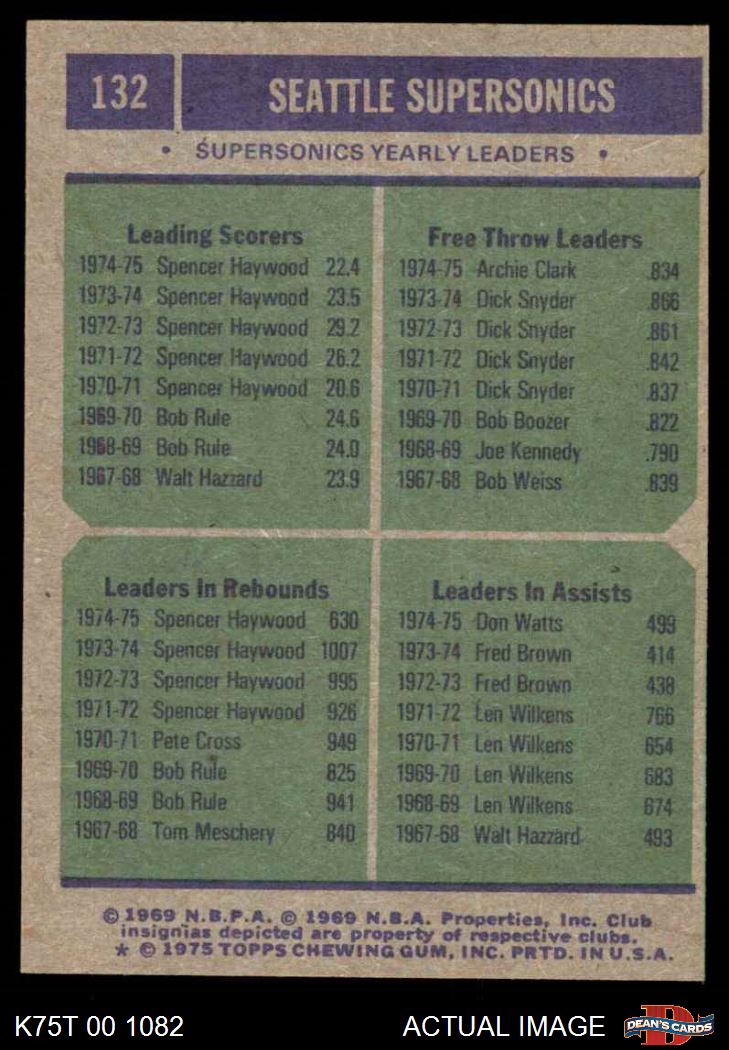 132 SEATTLE SUPERSONICS
• SUPERSONICS YEARLY LEADERS •
Leading Scorers
1974-75 Spencer Haywood 22.4
1973-74 Spencer Haywood 23.5
1972-73 Spencer Haywood 29.2
1971-72 Spencer Haywood 26.2
1970-71 Spencer Haywood 20.6
1969-70 Bob Rule 24.6
1968-69 Bob Rule 24.0
1967-68 Walt Hazzard 23.9
Free Throw Leaders
1974-75 Archie Clark .834
1973-74 Dick Snyder .866
1972-73 Dick Snyder .861
1971-72 Dick Snyder .842
1970-71 Dick Snyder .837
1969-70 Bob Boozer .822
1968-69 Joe Kennedy .790
1967-68 Bob Weiss .839
Leaders In Rebounds
1974-75 Spencer Haywood 630
1973-74 Spencer Haywood 1007
1972-73 Spencer Haywood 995
1971-72 Spencer Haywood 926
1970-71 Pete Cross 949
1969-70 Bob Rule 825
1968-69 Bob Rule 941
1967-68 Tom Meschery 840
Leaders In Assists
1974-75 Don Watts 499
1973-74 Fred Brown 414
1972-73 Fred Brown 438
1971-72 Len Wilkens 766
1970-71 Len Wilkens 654
1969-70 Len Wilkens 683
1968-69 Len Wilkens 674
1967-68 Walt Hazzard 493
© 1969 N.B.P.A. © 1969 N.B.A. Properties, Inc. Club
insignias depicted are property of respective clubs.
* © 1975 TOPPS CHEWING GUM, INC. PRTD. IN U.S.A.
K75T 00 1082 ACTUAL IMAGE
D
DEAN'S CARDS